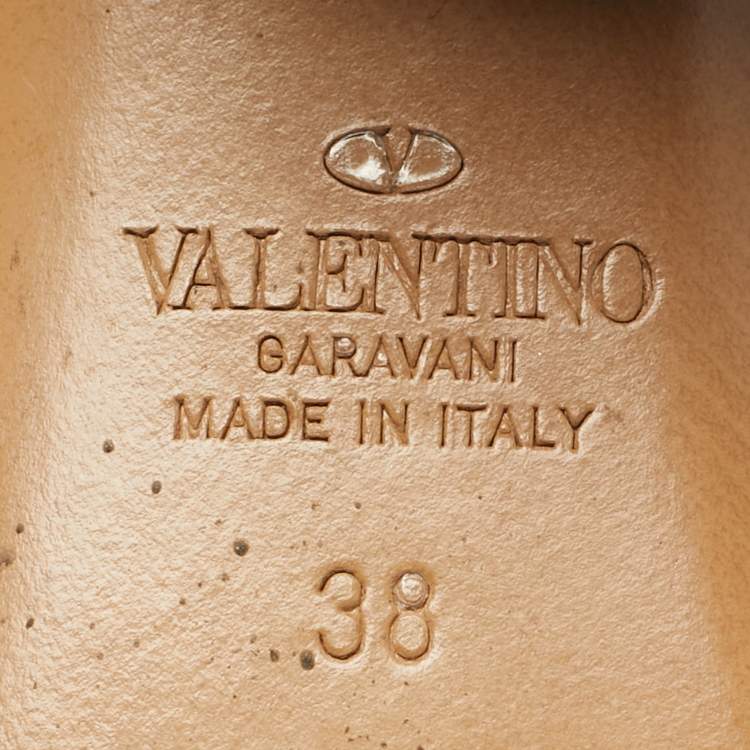 V
VALENTINO
GARAVANI
MADE IN ITALY
38